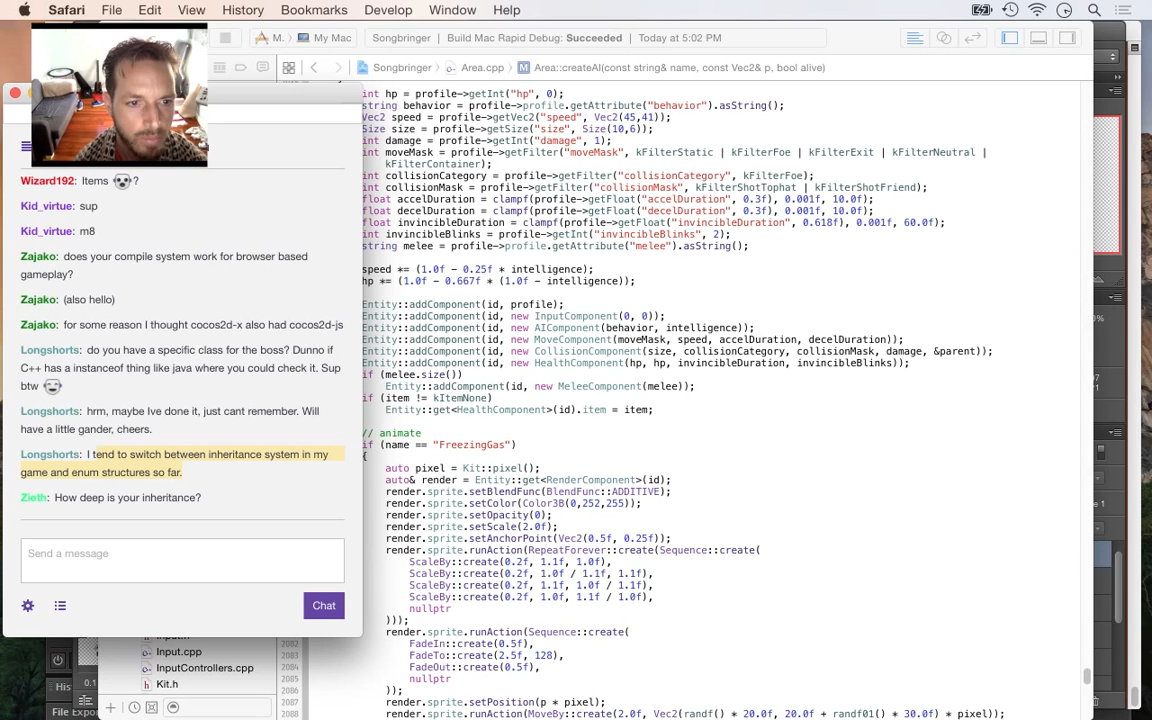 Safari File Edit View History Bookmarks Develop Window Help
M. My Mac Songbringer Build Mac Rapid Debug: Succeeded Today at 5:02 PM
Songbringer Area.cpp M Area::createAI(const string& name, const Vec2& p, bool alive)
Wizard192: Items ?
Kid_virtue: sup
Kid_virtue: m8
Zajako: does your compile system work for browser based
gameplay?
Zajako: (also hello)
Zajako: for some reason I thought cocos2d-x also had cocos2d-js
Longshorts: do you have a specific class for the boss? Dunno if
C++ has a instanceof thing like java where you could check it. Sup
btw
Longshorts: hrm, maybe Ive done it, just cant remember. Will
have a little gander, cheers.
Longshorts: I tend to switch between inheritance system in my
game and enum structures so far.
Zieth: How deep is your inheritance?
Send a message
Chat
int hp = profile->getInt("hp", 0);
string behavior = profile->profile.getAttribute("behavior").asString();
Vec2 speed = profile->getVec2("speed", Vec2(45,41));
Size size = profile->getSize("size", Size(10,6));
int damage = profile->getInt("damage", 1);
int moveMask = profile->getFilter("moveMask", kFilterStatic | kFilterFoe | kFilterExit | kFilterNeutral |
kFilterContainer);
int collisionCategory = profile->getFilter("collisionCategory", kFilterFoe);
int collisionMask = profile->getFilter("collisionMask", kFilterShotTophat | kFilterShotFriend);
float accelDuration = clampf(profile->getFloat("accelDuration", 0.3f), 0.001f, 10.0f);
float decelDuration = clampf(profile->getFloat("decelDuration", 0.3f), 0.001f, 10.0f);
float invincibleDuration = clampf(profile->getFloat("invincibleDuration", 0.618f), 0.001f, 60.0f);
int invincibleBlinks = profile->getInt("invincibleBlinks", 2);
string melee = profile->profile.getAttribute("melee").asString();
speed *= (1.0f - 0.25f * intelligence);
hp *= (1.0f - 0.667f * (1.0f - intelligence));
Entity::addComponent(id, profile);
Entity::addComponent(id, new InputComponent(0, 0));
Entity::addComponent(id, new AIComponent(behavior, intelligence));
Entity::addComponent(id, new MoveComponent(moveMask, speed, accelDuration, decelDuration));
Entity::addComponent(id, new CollisionComponent(size, collisionCategory, collisionMask, damage, &parent));
Entity::addComponent(id, new HealthComponent(hp, hp, invincibleDuration, invincibleBlinks));
if (melee.size())
Entity::addComponent(id, new MeleeComponent(melee));
if (item != kItemNone)
Entity::get<HealthComponent>(id).item = item;
// animate
if (name == "FreezingGas")
{
auto pixel = Kit::pixel();
auto& render = Entity::get<RenderComponent>(id);
render.sprite.setBlendFunc(BlendFunc::ADDITIVE);
render.sprite.setColor(Color3B(0,252,255));
render.sprite.setOpacity(0);
render.sprite.setScale(2.0f);
render.sprite.setAnchorPoint(Vec2(0.5f, 0.25f));
render.sprite.runAction(RepeatForever::create(Sequence::create(
ScaleBy::create(0.2f, 1.1f, 1.0f),
ScaleBy::create(0.2f, 1.0f / 1.1f, 1.1f),
ScaleBy::create(0.2f, 1.1f, 1.0f / 1.1f),
ScaleBy::create(0.2f, 1.0f, 1.1f / 1.0f),
nullptr
)));
render.sprite.runAction(Sequence::create(
FadeIn::create(0.5f),
FadeTo::create(2.5f, 128),
FadeOut::create(0.5f),
nullptr
));
render.sprite.setPosition(p * pixel);
render.sprite.runAction(MoveBy::create(2.0f, Vec2(randf() * 20.0f, 20.0f + randf01() * 30.0f) * pixel));
2083
2084
2085
2086
2087
2088
Input.cpp
InputControllers.cpp
Kit.h
0.1
His
File Expor